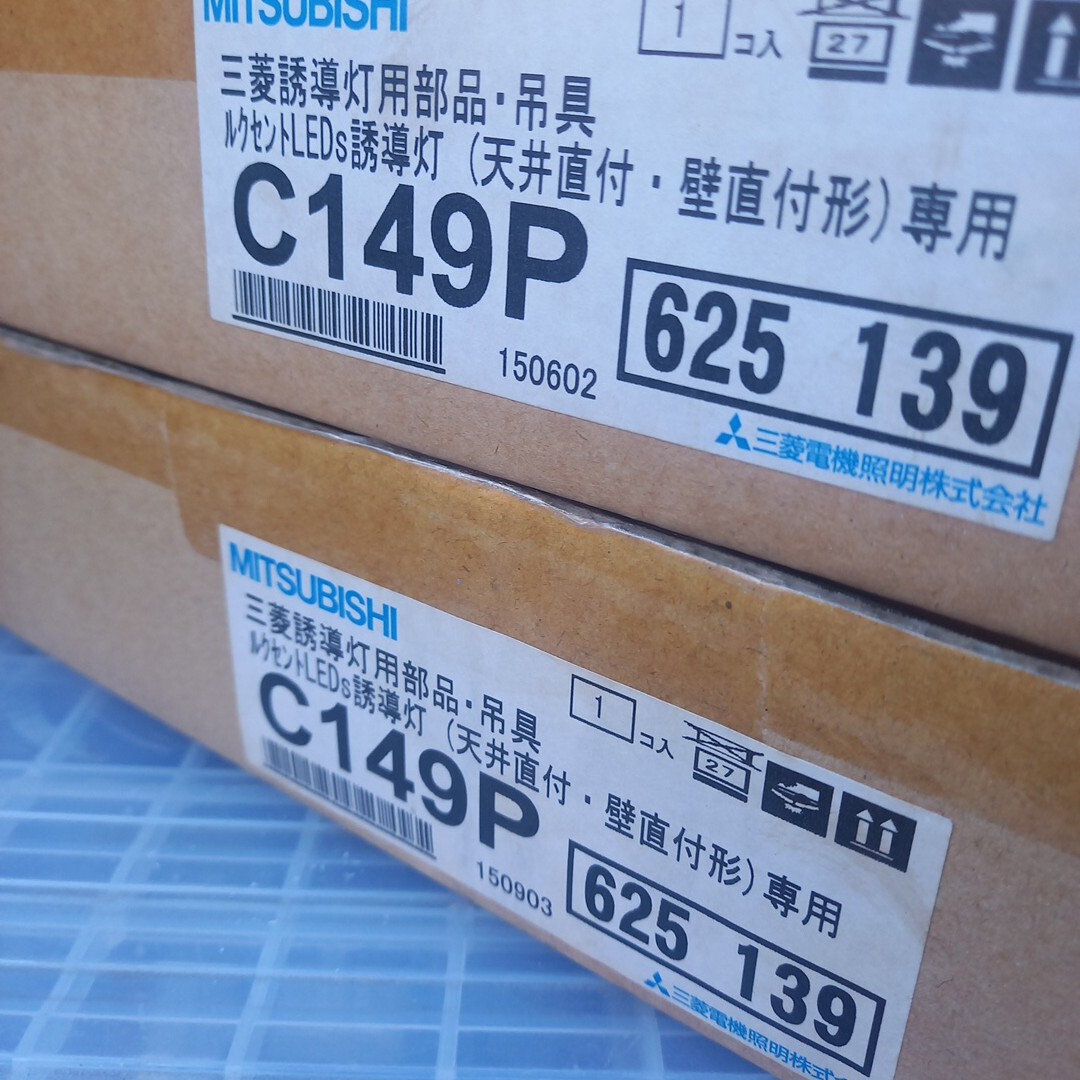 MITSUBISHI
1
コ入
27
三菱誘導灯用部品・吊具
ルクセントLEDs誘導灯 (天井直付・壁直付形) 専用
C149P
150602
625 139
三菱電機照明株式会社
MITSUBISHI
三菱誘導灯用部品・吊具
1
コ入
27
ルクセントLEDs誘導灯 (天井直付・壁直付形) 専用
C149P
150903
625 139
三菱電機照明株式